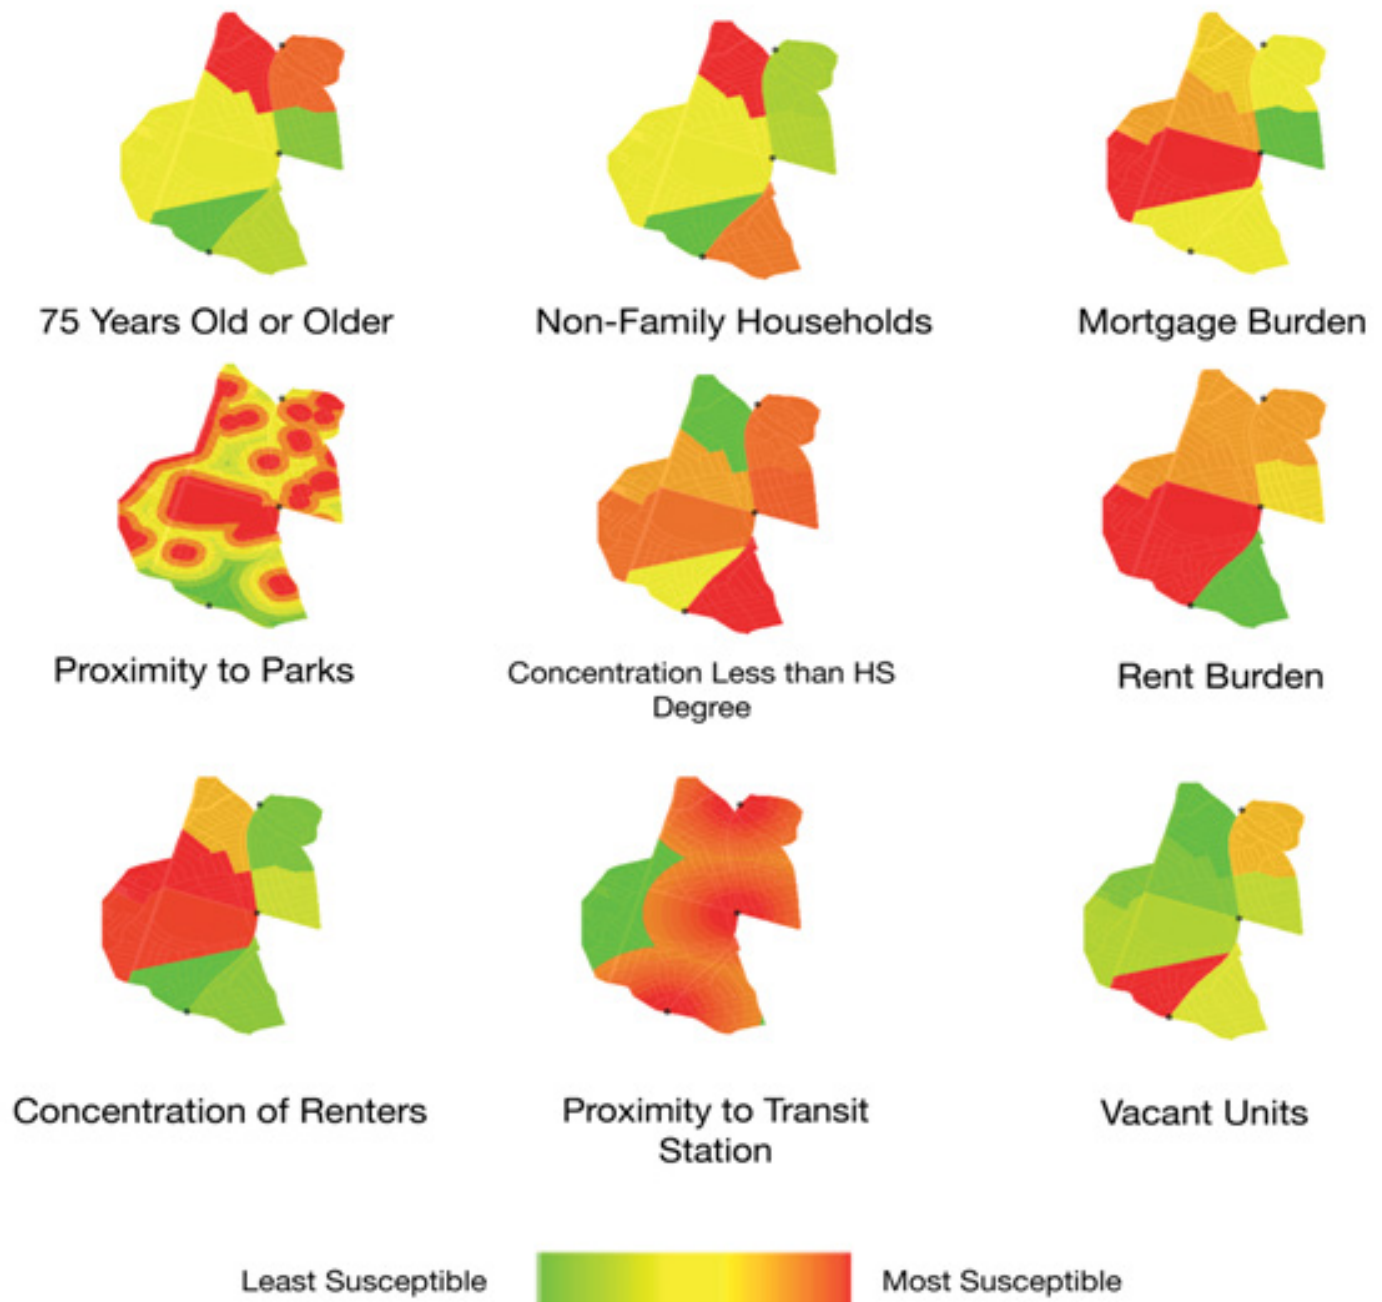 75 Years Old or Older
Non-Family Households
Mortgage Burden
Proximity to Parks
Concentration Less than HS
Degree
Rent Burden
Concentration of Renters
Proximity to Transit
Station
Vacant Units
Least Susceptible
Most Susceptible